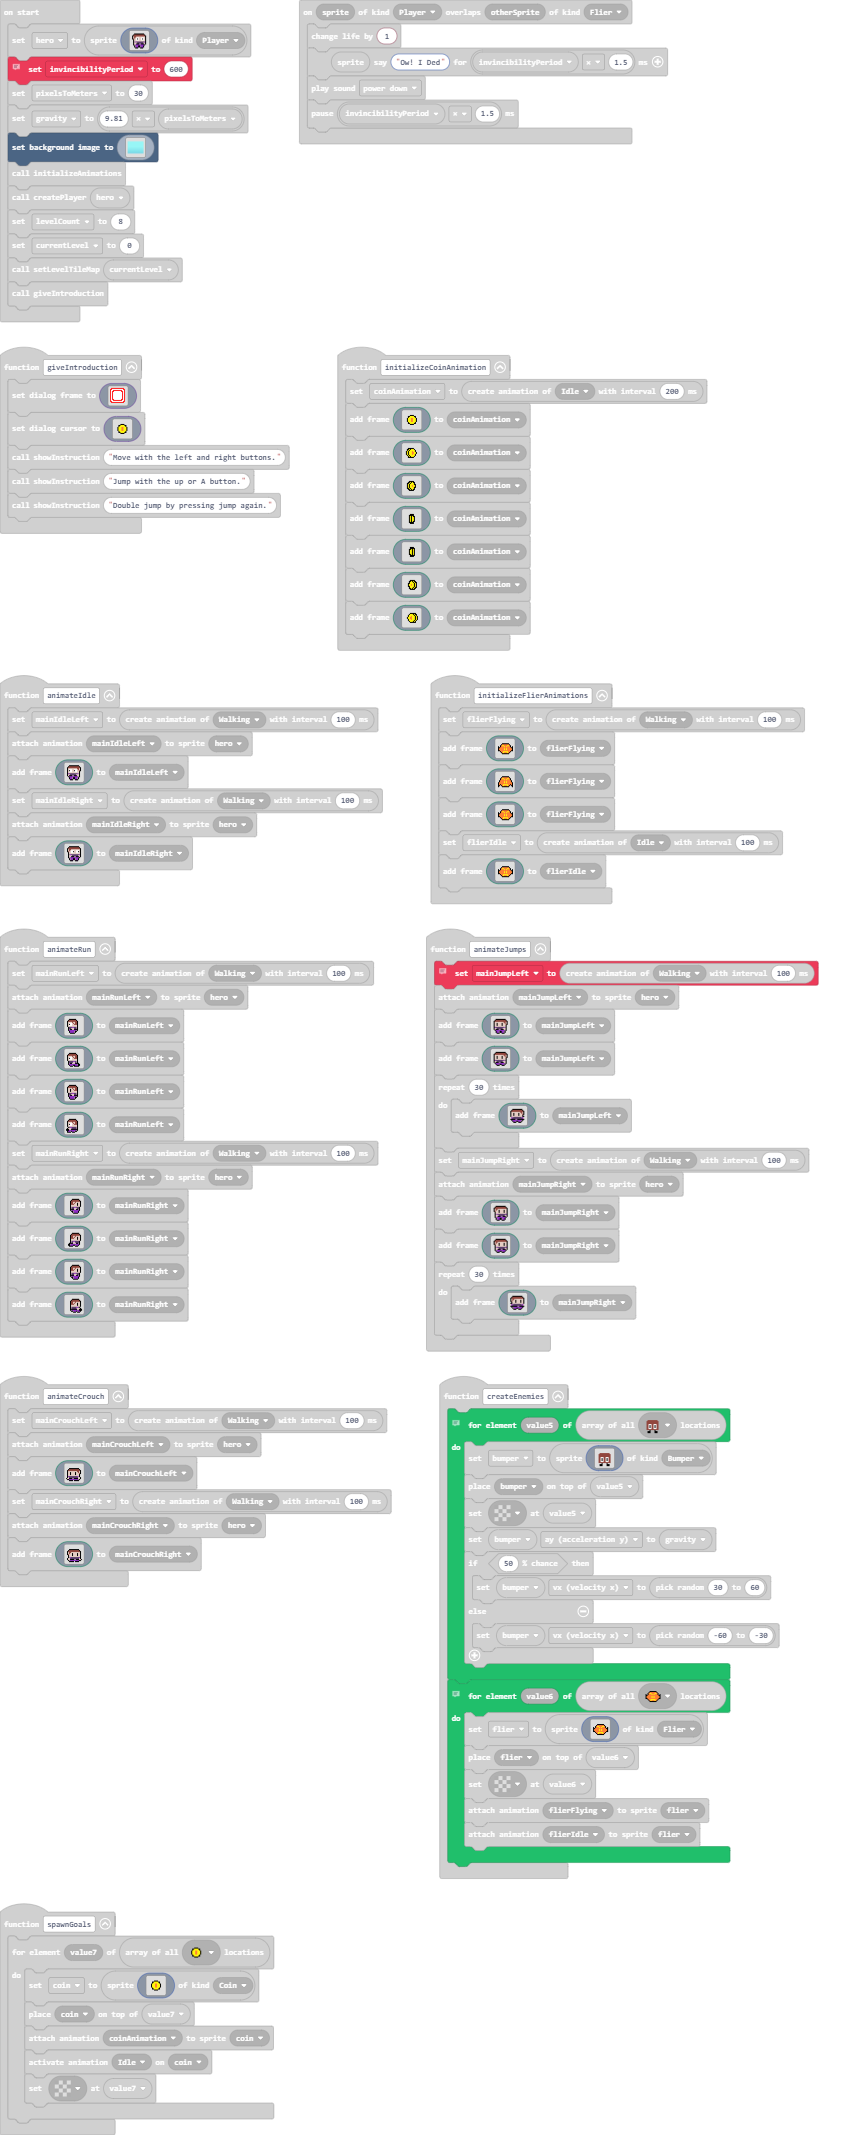 on start
set hero to sprite of kind Player
set invincibilityPeriod to 600
set pixelsToMeters to 30
set gravity to 9.81 × pixelsToMeters
set background image to
call initializeAnimations
call createPlayer hero
set levelCount to 8
set currentLevel to 0
call setLevelTileMap currentLevel
call giveIntroduction
on sprite of kind Player overlaps otherSprite of kind Flier
change life by 1
sprite say "Ow! I Ded" for invincibilityPeriod × 1.5 ms
play sound power down
pause invincibilityPeriod × 1.5 ms
function giveIntroduction
set dialog frame to
set dialog cursor to
call showInstruction "Move with the left and right buttons."
call showInstruction "Jump with the up or A button."
call showInstruction "Double jump by pressing jump again."
function initializeCoinAnimation
set coinAnimation to create animation of Idle with interval 200 ms
add frame to coinAnimation
add frame to coinAnimation
add frame to coinAnimation
add frame to coinAnimation
add frame to coinAnimation
add frame to coinAnimation
add frame to coinAnimation
function animateIdle
set mainIdleLeft to create animation of Walking with interval 100 ms
attach animation mainIdleLeft to sprite hero
add frame to mainIdleLeft
set mainIdleRight to create animation of Walking with interval 100 ms
attach animation mainIdleRight to sprite hero
add frame to mainIdleRight
function initializeFlierAnimations
set flierFlying to create animation of Walking with interval 100 ms
add frame to flierFlying
add frame to flierFlying
add frame to flierFlying
set flierIdle to create animation of Idle with interval 100 ms
add frame to flierIdle
function animateRun
set mainRunLeft to create animation of Walking with interval 100 ms
attach animation mainRunLeft to sprite hero
add frame to mainRunLeft
add frame to mainRunLeft
add frame to mainRunLeft
add frame to mainRunLeft
set mainRunRight to create animation of Walking with interval 100 ms
attach animation mainRunRight to sprite hero
add frame to mainRunRight
add frame to mainRunRight
add frame to mainRunRight
add frame to mainRunRight
function animateJumps
set mainJumpLeft to create animation of Walking with interval 100 ms
attach animation mainJumpLeft to sprite hero
add frame to mainJumpLeft
add frame to mainJumpLeft
repeat 30 times
do
add frame to mainJumpLeft
set mainJumpRight to create animation of Walking with interval 100 ms
attach animation mainJumpRight to sprite hero
add frame to mainJumpRight
add frame to mainJumpRight
repeat 30 times
do
add frame to mainJumpRight
function animateCrouch
set mainCrouchLeft to create animation of Walking with interval 100 ms
attach animation mainCrouchLeft to sprite hero
add frame to mainCrouchLeft
set mainCrouchRight to create animation of Walking with interval 100 ms
attach animation mainCrouchRight to sprite hero
add frame to mainCrouchRight
function createEnemies
for element value5 of array of all locations
do
set bumper to sprite of kind Bumper
place bumper on top of value5
set at value5
set bumper ay (acceleration y) to gravity
if 50 % chance then
set bumper vx (velocity x) to pick random 30 to 60
else
set bumper vx (velocity x) to pick random -60 to -30
for element value6 of array of all locations
do
set flier to sprite of kind Flier
place flier on top of value6
set at value6
attach animation flierFlying to sprite flier
attach animation flierIdle to sprite flier
function spawnGoals
for element value7 of array of all locations
do
set coin to sprite of kind Coin
place coin on top of value7
attach animation coinAnimation to sprite coin
activate animation Idle on coin
set at value7